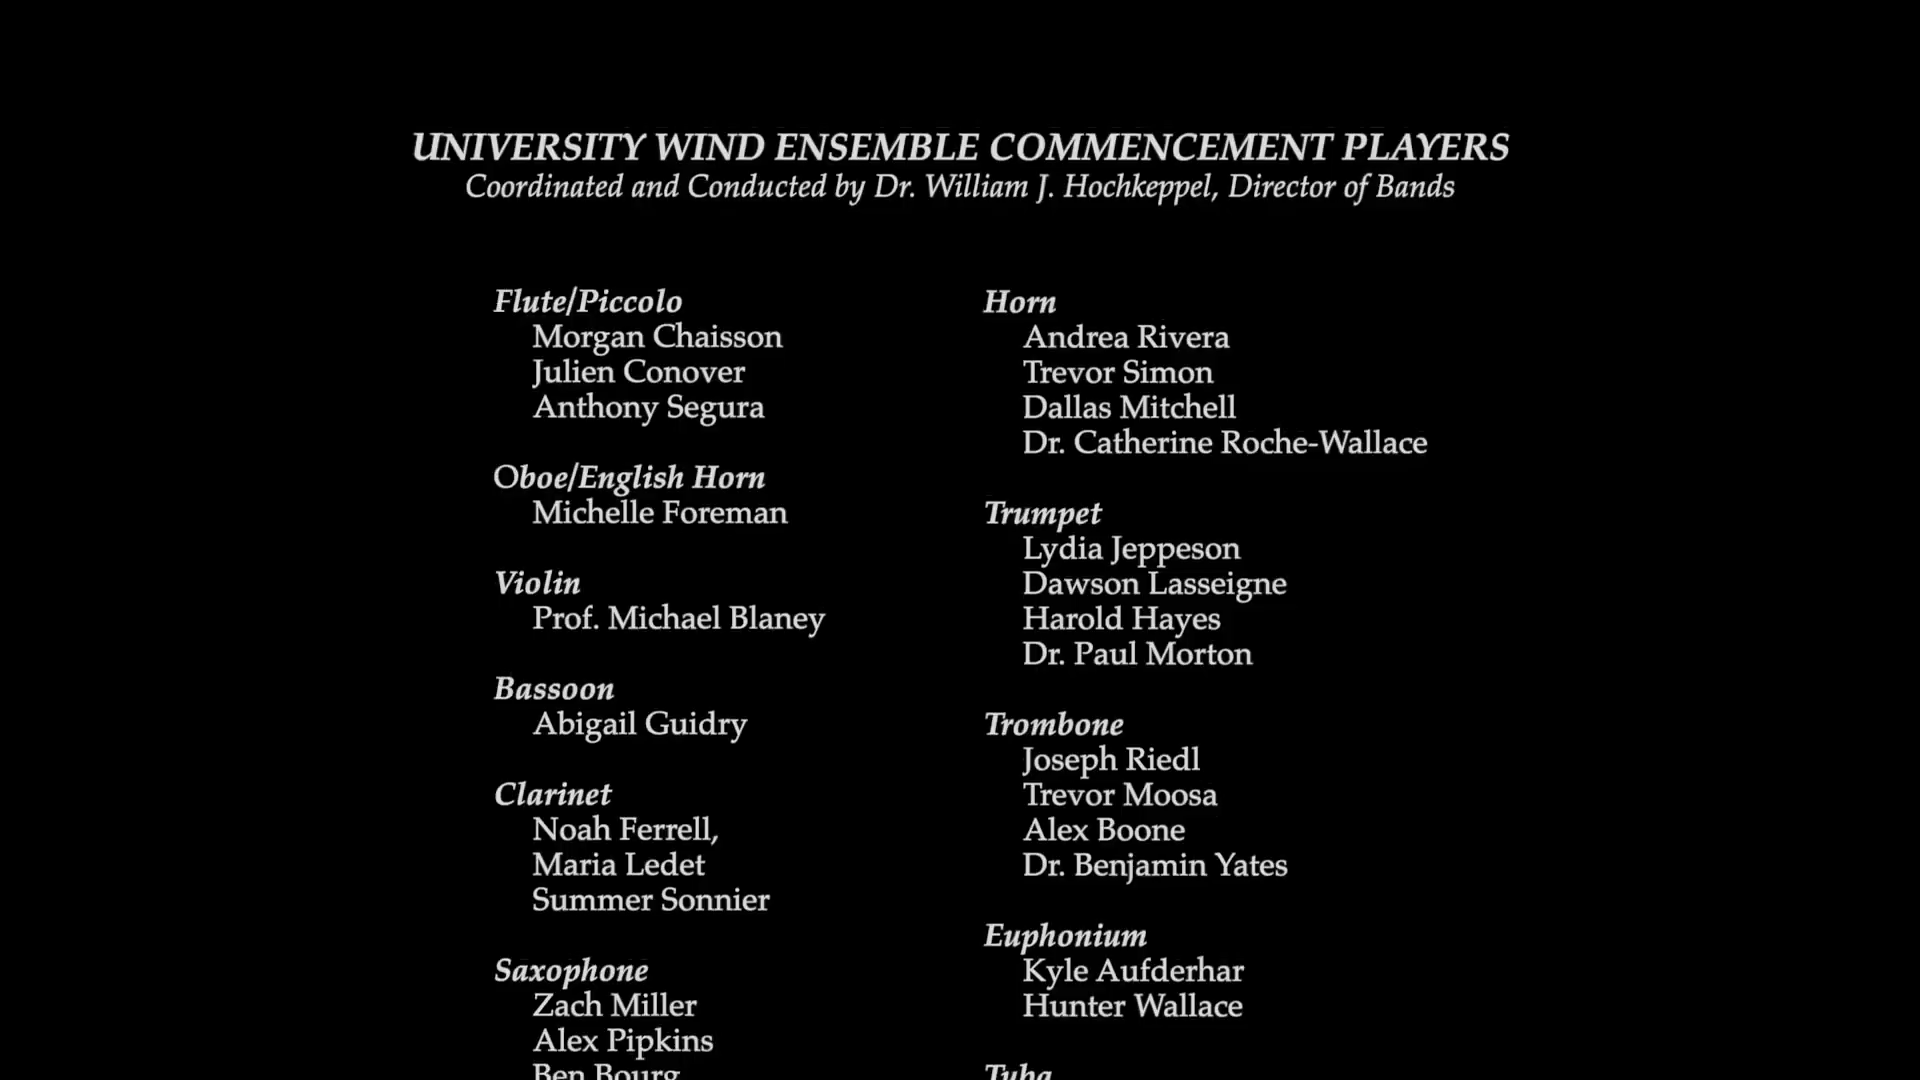 UNIVERSITY WIND ENSEMBLE COMMENCEMENT PLAYERS
Coordinated and Conducted by Dr. William J. Hochkeppel, Director of Bands
Flute/Piccolo
Morgan Chaisson
Julien Conover
Anthony Segura
Oboe/English Horn
Michelle Foreman
Violin
Prof. Michael Blaney
Bassoon
Abigail Guidry
Clarinet
Noah Ferrell,
Maria Ledet
Summer Sonnier
Saxophone
Zach Miller
Alex Pipkins
Ben Bourg
Horn
Andrea Rivera
Trevor Simon
Dallas Mitchell
Dr. Catherine Roche-Wallace
Trumpet
Lydia Jeppeson
Dawson Lasseigne
Harold Hayes
Dr. Paul Morton
Trombone
Joseph Riedl
Trevor Moosa
Alex Boone
Dr. Benjamin Yates
Euphonium
Kyle Aufderhar
Hunter Wallace
Tuba